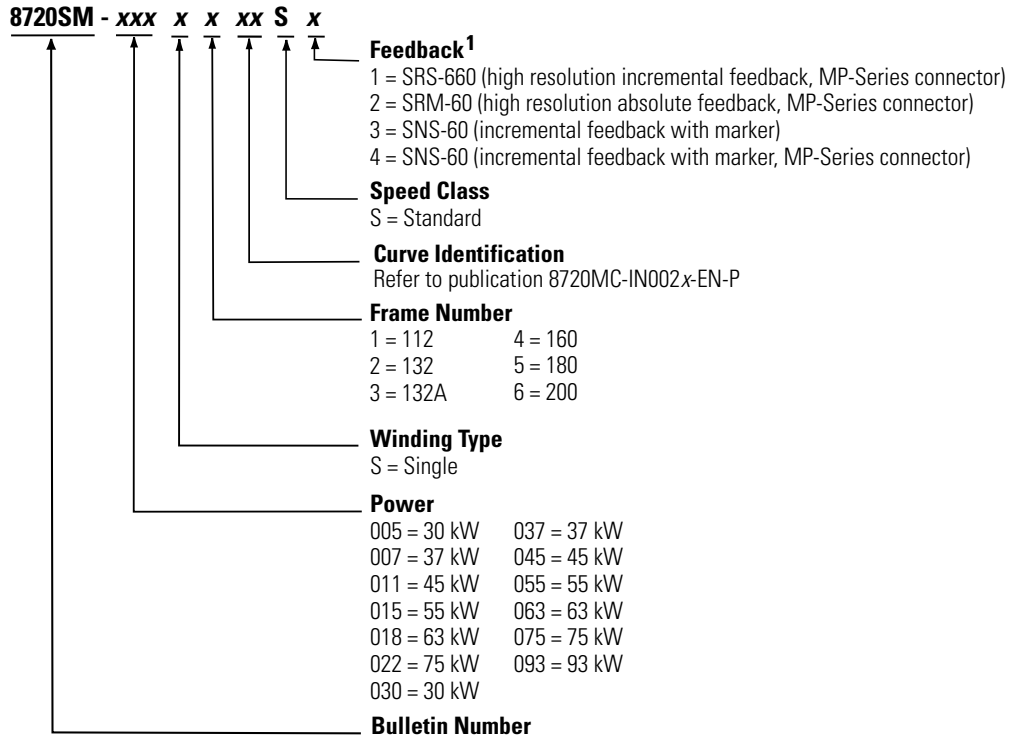 8720SM - xxx x x xx S x
Feedback1
1 = SRS-660 (high resolution incremental feedback, MP-Series connector)
2 = SRM-60 (high resolution absolute feedback, MP-Series connector)
3 = SNS-60 (incremental feedback with marker)
4 = SNS-60 (incremental feedback with marker, MP-Series connector)
Speed Class
S = Standard
Curve Identification
Refer to publication 8720MC-IN002x-EN-P
Frame Number
1 = 112 4 = 160
2 = 132 5 = 180
3 = 132A 6 = 200
Winding Type
S = Single
Power
005 = 30 kW 037 = 37 kW
007 = 37 kW 045 = 45 kW
011 = 45 kW 055 = 55 kW
015 = 55 kW 063 = 63 kW
018 = 63 kW 075 = 75 kW
022 = 75 kW 093 = 93 kW
030 = 30 kW
Bulletin Number